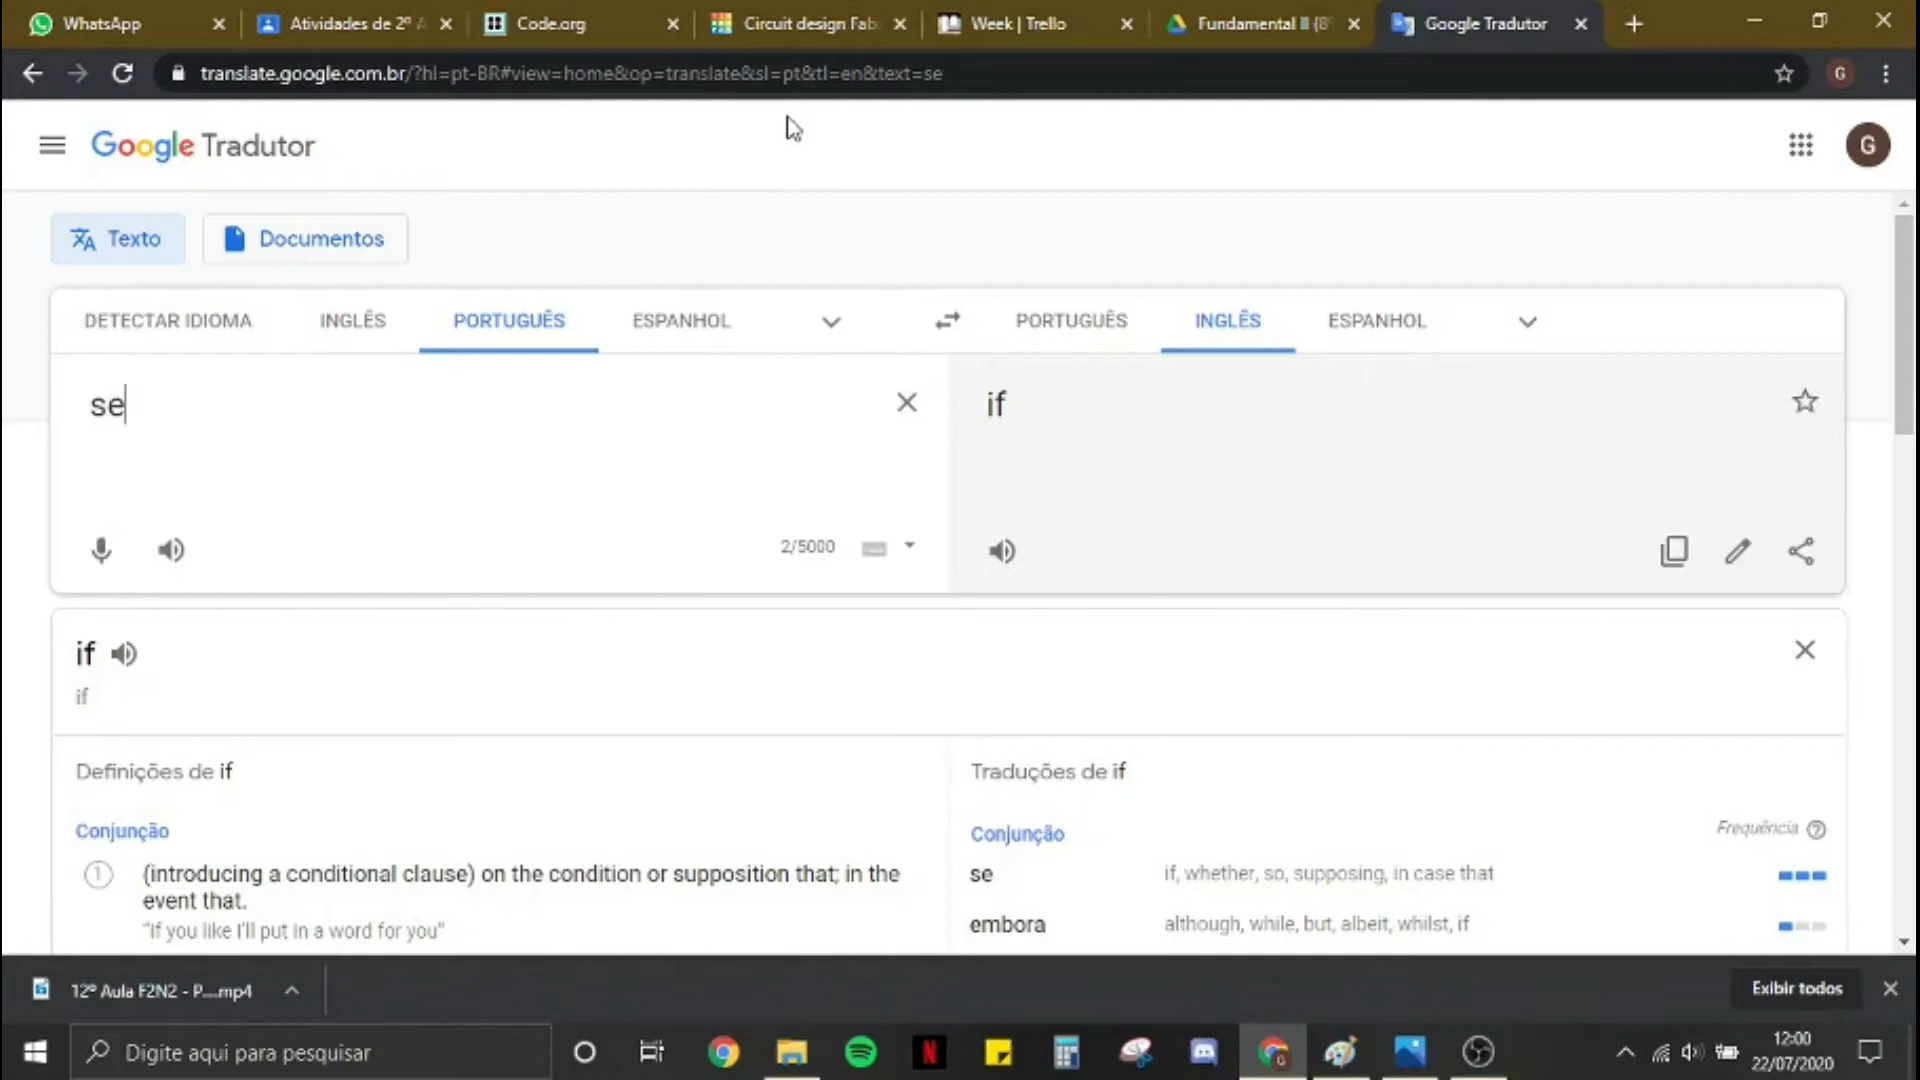 WhatsApp
Atividades de 2º A
Code.org
Circuit design Fab
Week | Trello
Fundamental II (8º
Google Tradutor
translate.google.com.br/?hl=pt-BR#view=home&op=translate&sl=pt&tl=en&text=se
G
Google Tradutor
G
Texto
Documentos
DETECTAR IDIOMA INGLÊS PORTUGUÊS ESPANHOL
PORTUGUÊS INGLÊS ESPANHOL
se
if
2/5000
if
if
Definições de if
Conjunção
1 (introducing a conditional clause) on the condition or supposition that; in the
event that.
"If you like I'll put in a word for you"
Traduções de if
Conjunção
Frequência
se if, whether, so, supposing, in case that
embora although, while, but, albeit, whilst, if
12º Aula F2N2 - P....mp4
Exibir todos
Digite aqui para pesquisar
12:00
22/07/2020